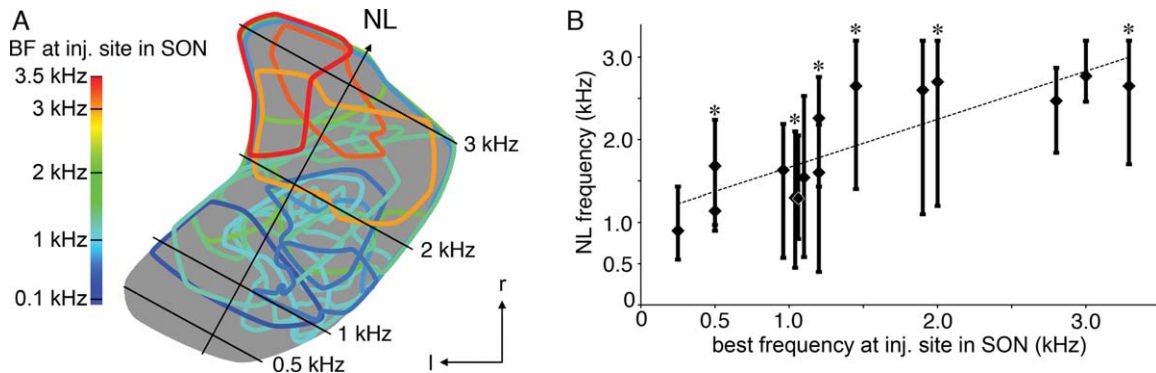 A
NL
BF at inj. site in SON
3.5 kHz
3 kHz
2 kHz
1 kHz
0.1 kHz
3 kHz
2 kHz
1 kHz
0.5 kHz
r
l
B
NL frequency (kHz)
3.0
2.0
1.0
0.5
0
* * * * * *
0 0.5 1.0 2.0 3.0
best frequency at inj. site in SON (kHz)